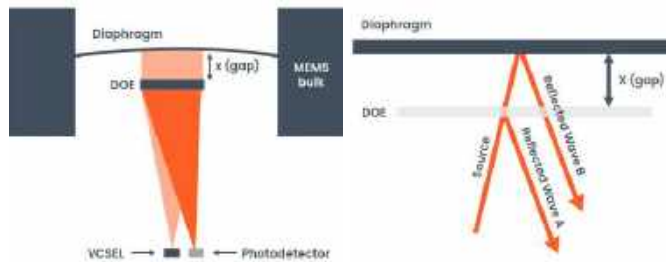 Diaphragm
x (gap)
DOE
MEMS
bulk
VCSEL
Photodetector
Diaphragm
X (gap)
DOE
Source
Reflected Wave A
Reflected Wave B